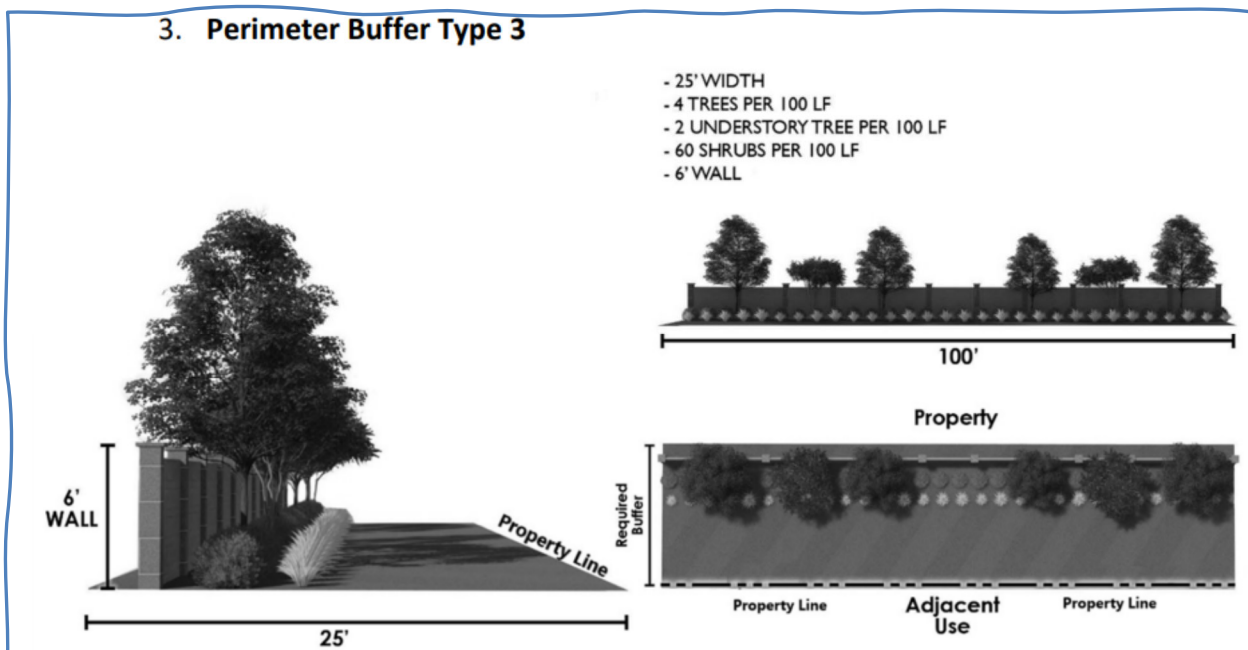 3. Perimeter Buffer Type 3
- 25' WIDTH
- 4 TREES PER 100 LF
- 2 UNDERSTORY TREE PER 100 LF
- 60 SHRUBS PER 100 LF
- 6' WALL
100'
6'
WALL
Property Line
25'
Property
Required
Buffer
Property Line
Adjacent
Use
Property Line